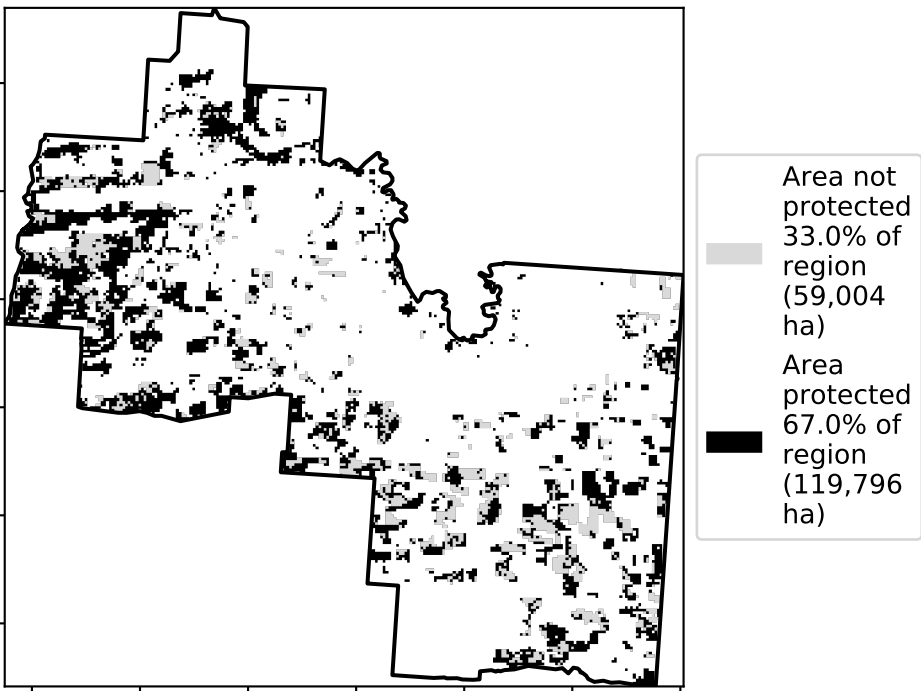 Area not
protected
33.0% of
region
(59,004
ha)
Area
protected
67.0% of
region
(119,796
ha)